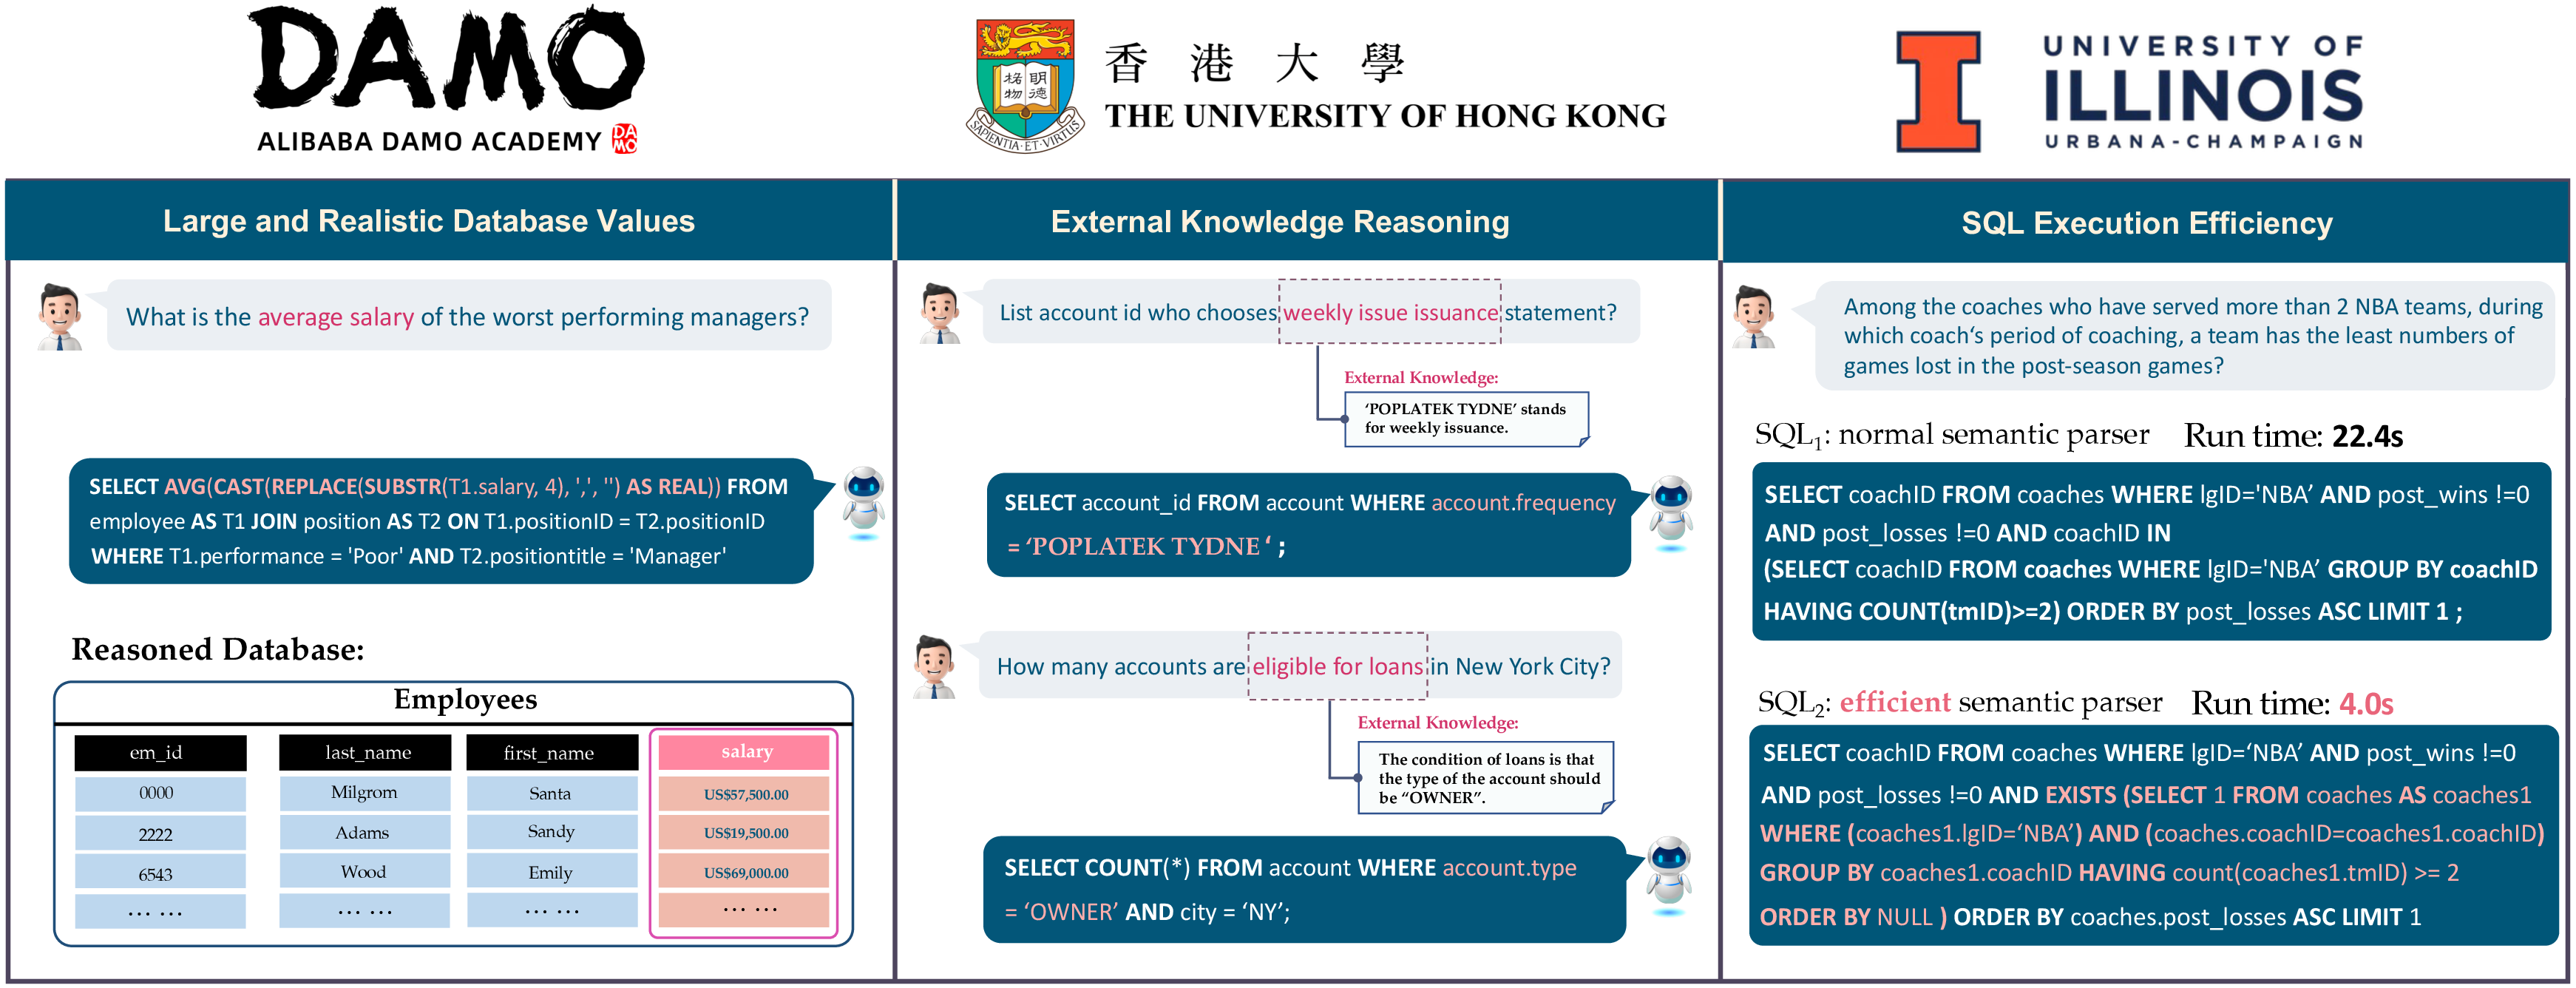 DAMO
ALIBABA DAMO ACADEMY DAMO
明德
格物
SAPIENTIA·ET·VIRTUS
香港大學
THE UNIVERSITY OF HONG KONG
UNIVERSITY OF
ILLINOIS
URBANA-CHAMPAIGN
Large and Realistic Database Values
What is the average salary of the worst performing managers?
SELECT AVG(CAST(REPLACE(SUBSTR(T1.salary, 4), ',', '') AS REAL)) FROM
employee AS T1 JOIN position AS T2 ON T1.positionID = T2.positionID
WHERE T1.performance = 'Poor' AND T2.positiontitle = 'Manager'
Reasoned Database:
Employees
em_id last_name first_name salary
0000 Milgrom Santa US$57,500.00
2222 Adams Sandy US$19,500.00
6543 Wood Emily US$69,000.00
... ... ... ... ... ... ... ...
External Knowledge Reasoning
List account id who chooses weekly issue issuance statement?
External Knowledge:
‘POPLATEK TYDNE’ stands
for weekly issuance.
SELECT account_id FROM account WHERE account.frequency
= ‘POPLATEK TYDNE ‘ ;
How many accounts are eligible for loans in New York City?
External Knowledge:
The condition of loans is that
the type of the account should
be “OWNER”.
SELECT COUNT(*) FROM account WHERE account.type
= ‘OWNER’ AND city = ‘NY’;
SQL Execution Efficiency
Among the coaches who have served more than 2 NBA teams, during
which coach‘s period of coaching, a team has the least numbers of
games lost in the post-season games?
SQL1: normal semantic parser Run time: 22.4s
SELECT coachID FROM coaches WHERE lgID='NBA’ AND post_wins !=0
AND post_losses !=0 AND coachID IN
(SELECT coachID FROM coaches WHERE lgID='NBA’ GROUP BY coachID
HAVING COUNT(tmID)>=2) ORDER BY post_losses ASC LIMIT 1 ;
SQL2: efficient semantic parser Run time: 4.0s
SELECT coachID FROM coaches WHERE lgID=‘NBA’ AND post_wins !=0
AND post_losses !=0 AND EXISTS (SELECT 1 FROM coaches AS coaches1
WHERE (coaches1.lgID=‘NBA’) AND (coaches.coachID=coaches1.coachID)
GROUP BY coaches1.coachID HAVING count(coaches1.tmID) >= 2
ORDER BY NULL ) ORDER BY coaches.post_losses ASC LIMIT 1